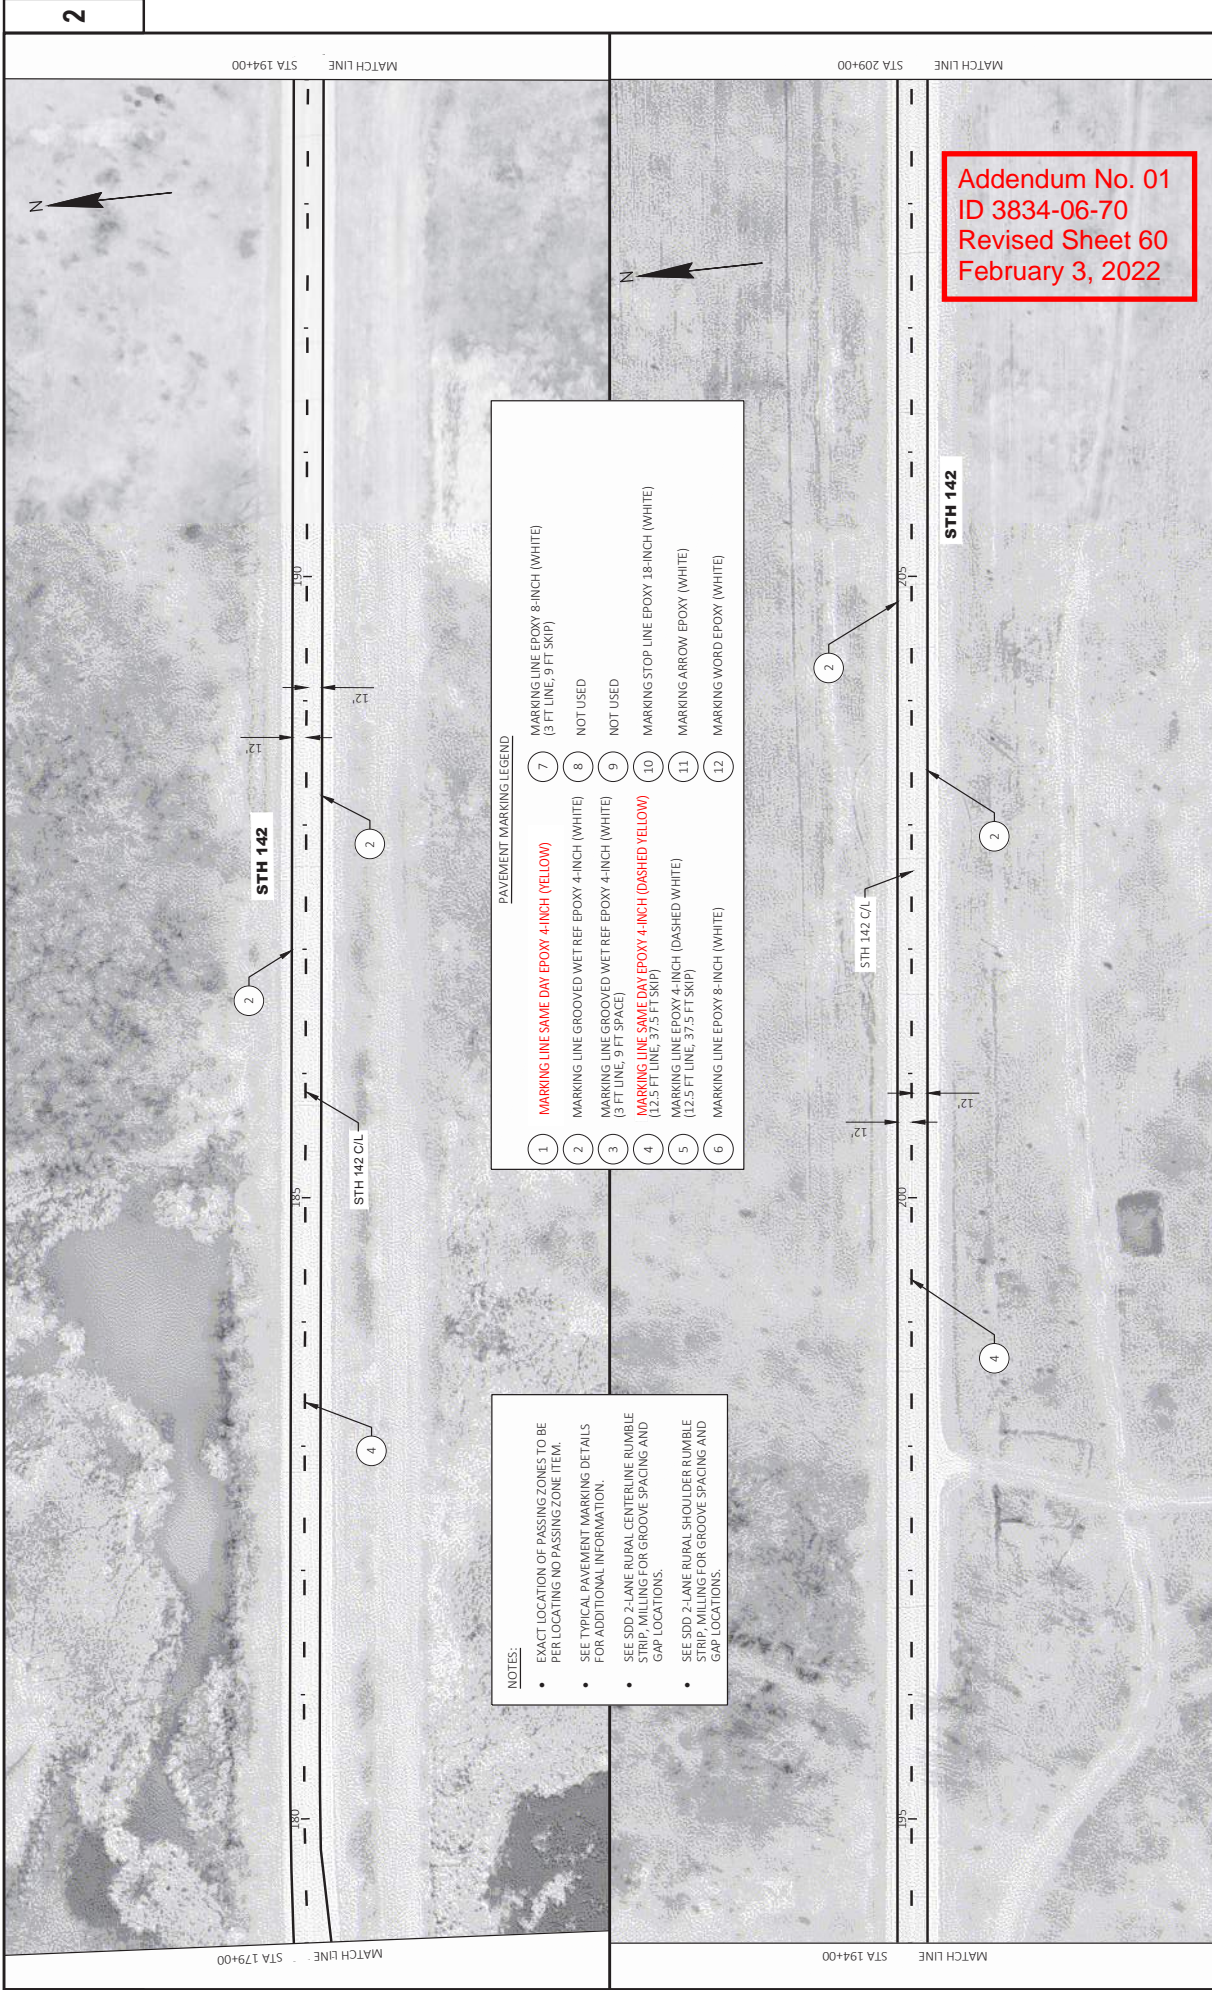 2
MATCH LINE
STA 194+00
N
190
12'
12'
STH 142
2
2
STH 142 C/L
185
4
180
MATCH LINE
STA 179+00
PAVEMENT MARKING LEGEND
1 MARKING LINE SAME DAY EPOXY 4-INCH (YELLOW)
2 MARKING LINE GROOVED WET REF EPOXY 4-INCH (WHITE)
3 MARKING LINE GROOVED WET REF EPOXY 4-INCH (WHITE)
(3 FT LINE, 9 FT SPACE)
4 MARKING LINE SAME DAY EPOXY 4-INCH (DASHED YELLOW)
(12.5 FT LINE, 37.5 FT SKIP)
5 MARKING LINE EPOXY 4-INCH (DASHED WHITE)
(12.5 FT LINE, 37.5 FT SKIP)
6 MARKING LINE EPOXY 8-INCH (WHITE)
7 MARKING LINE EPOXY 8-INCH (WHITE)
(3 FT LINE, 9 FT SKIP)
8 NOT USED
9 NOT USED
10 MARKING STOP LINE EPOXY 18-INCH (WHITE)
11 MARKING ARROW EPOXY (WHITE)
12 MARKING WORD EPOXY (WHITE)
NOTES:
• EXACT LOCATION OF PASSING ZONES TO BE
PER LOCATING NO PASSING ZONE ITEM.
• SEE TYPICAL PAVEMENT MARKING DETAILS
FOR ADDITIONAL INFORMATION.
• SEE SDD 2-LANE RURAL CENTERLINE RUMBLE
STRIP, MILLING FOR GROOVE SPACING AND
GAP LOCATIONS.
• SEE SDD 2-LANE RURAL SHOULDER RUMBLE
STRIP, MILLING FOR GROOVE SPACING AND
GAP LOCATIONS.
MATCH LINE
STA 209+00
Addendum No. 01
ID 3834-06-70
Revised Sheet 60
February 3, 2022
N
STH 142
205
2
2
STH 142 C/L
12'
12'
200
4
195
MATCH LINE
STA 194+00